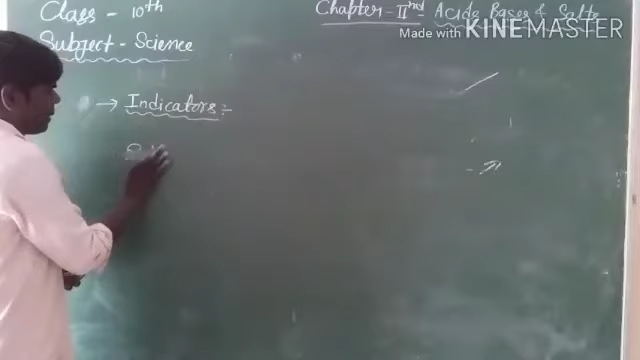 Class - 10th
Chapter - IInd - Acids Bases & Salts
Made with KINEMASTER
Subject - Science
→ Indicators :-